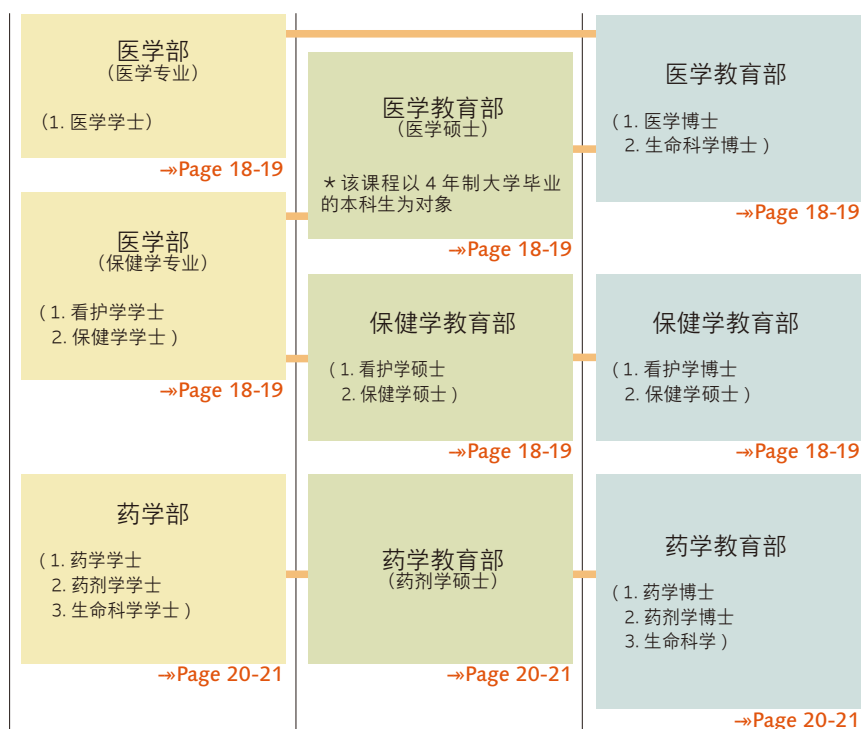 医学部
（医学专业）
（1. 医学学士）
→Page 18-19
医学部
（保健学专业）
（1. 看护学学士
2. 保健学学士）
→Page 18-19
药学部
（1. 药学学士
2. 药剂学学士
3. 生命科学学士）
→Page 20-21
医学教育部
（医学硕士）
＊该课程以 4 年制大学毕业
的本科生为对象
→Page 18-19
保健学教育部
（1. 看护学硕士
2. 保健学硕士）
→Page 18-19
药学教育部
（药剂学硕士）
→Page 20-21
医学教育部
（1. 医学博士
2. 生命科学博士）
→Page 18-19
保健学教育部
（1. 看护学博士
2. 保健学硕士）
→Page 18-19
药学教育部
（1. 药学博士
2. 药剂学博士
3. 生命科学）
→Page 20-21